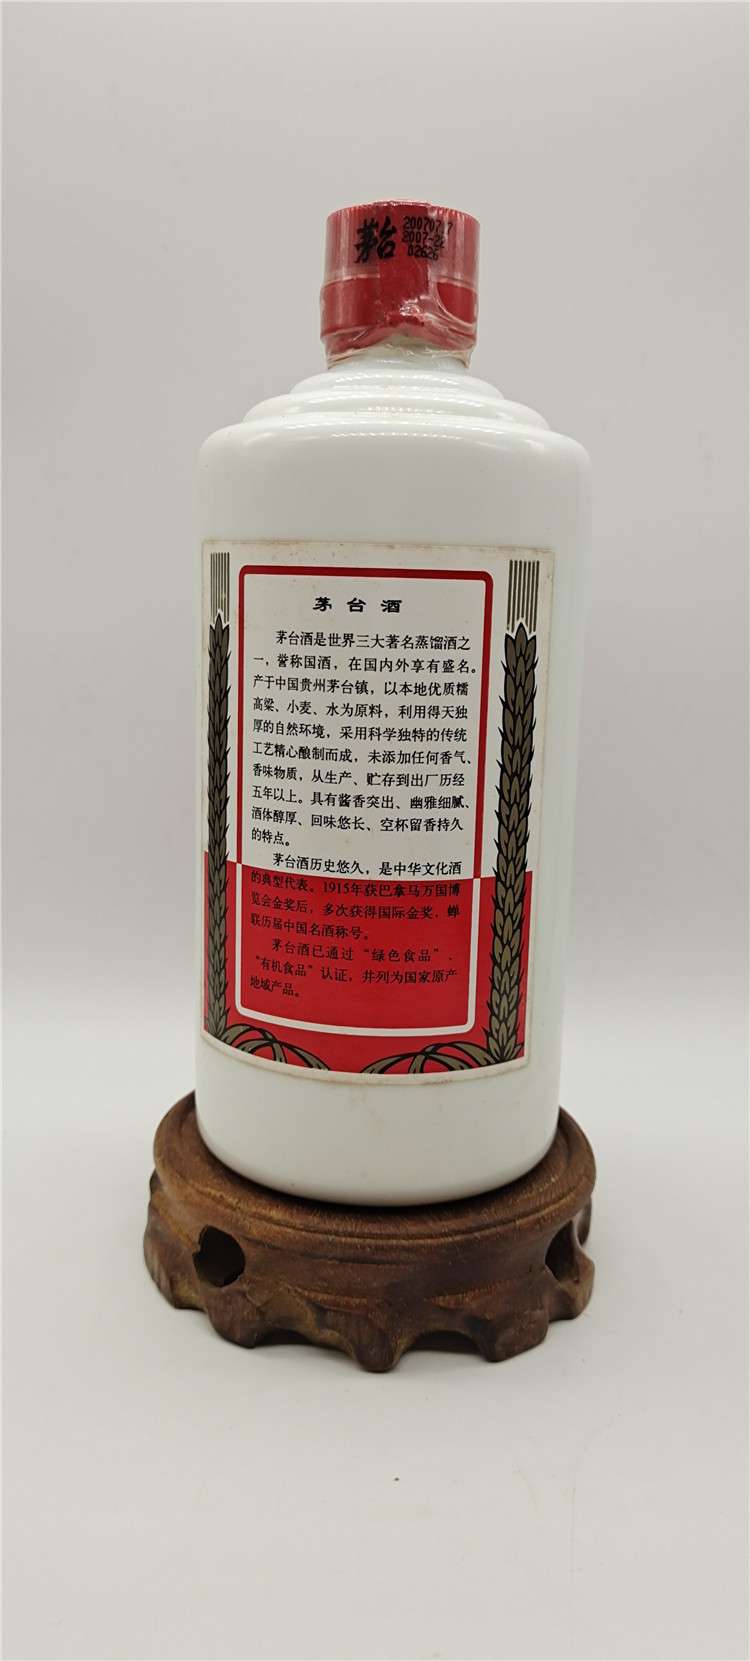 茅台
20070717
2007-22
02626
茅台酒
茅台酒是世界三大著名蒸馏酒之
一，誉称国酒，在国内外享有盛名。
产于中国贵州茅台镇，以本地优质糯
高粱、小麦、水为原料，利用得天独
厚的自然环境，采用科学独特的传统
工艺精心酿制而成，未添加任何香气、
香味物质，从生产、贮存到出厂历经
五年以上。具有酱香突出、幽雅细腻、
酒体醇厚、回味悠长、空杯留香持久
的特点。
茅台酒历史悠久，是中华文化酒
的典型代表。1915年获巴拿马万国博
览会金奖后，多次获得国际金奖，蝉
联历届中国名酒称号。
茅台酒已通过“绿色食品”、
“有机食品”认证，并列为国家原产
地域产品。